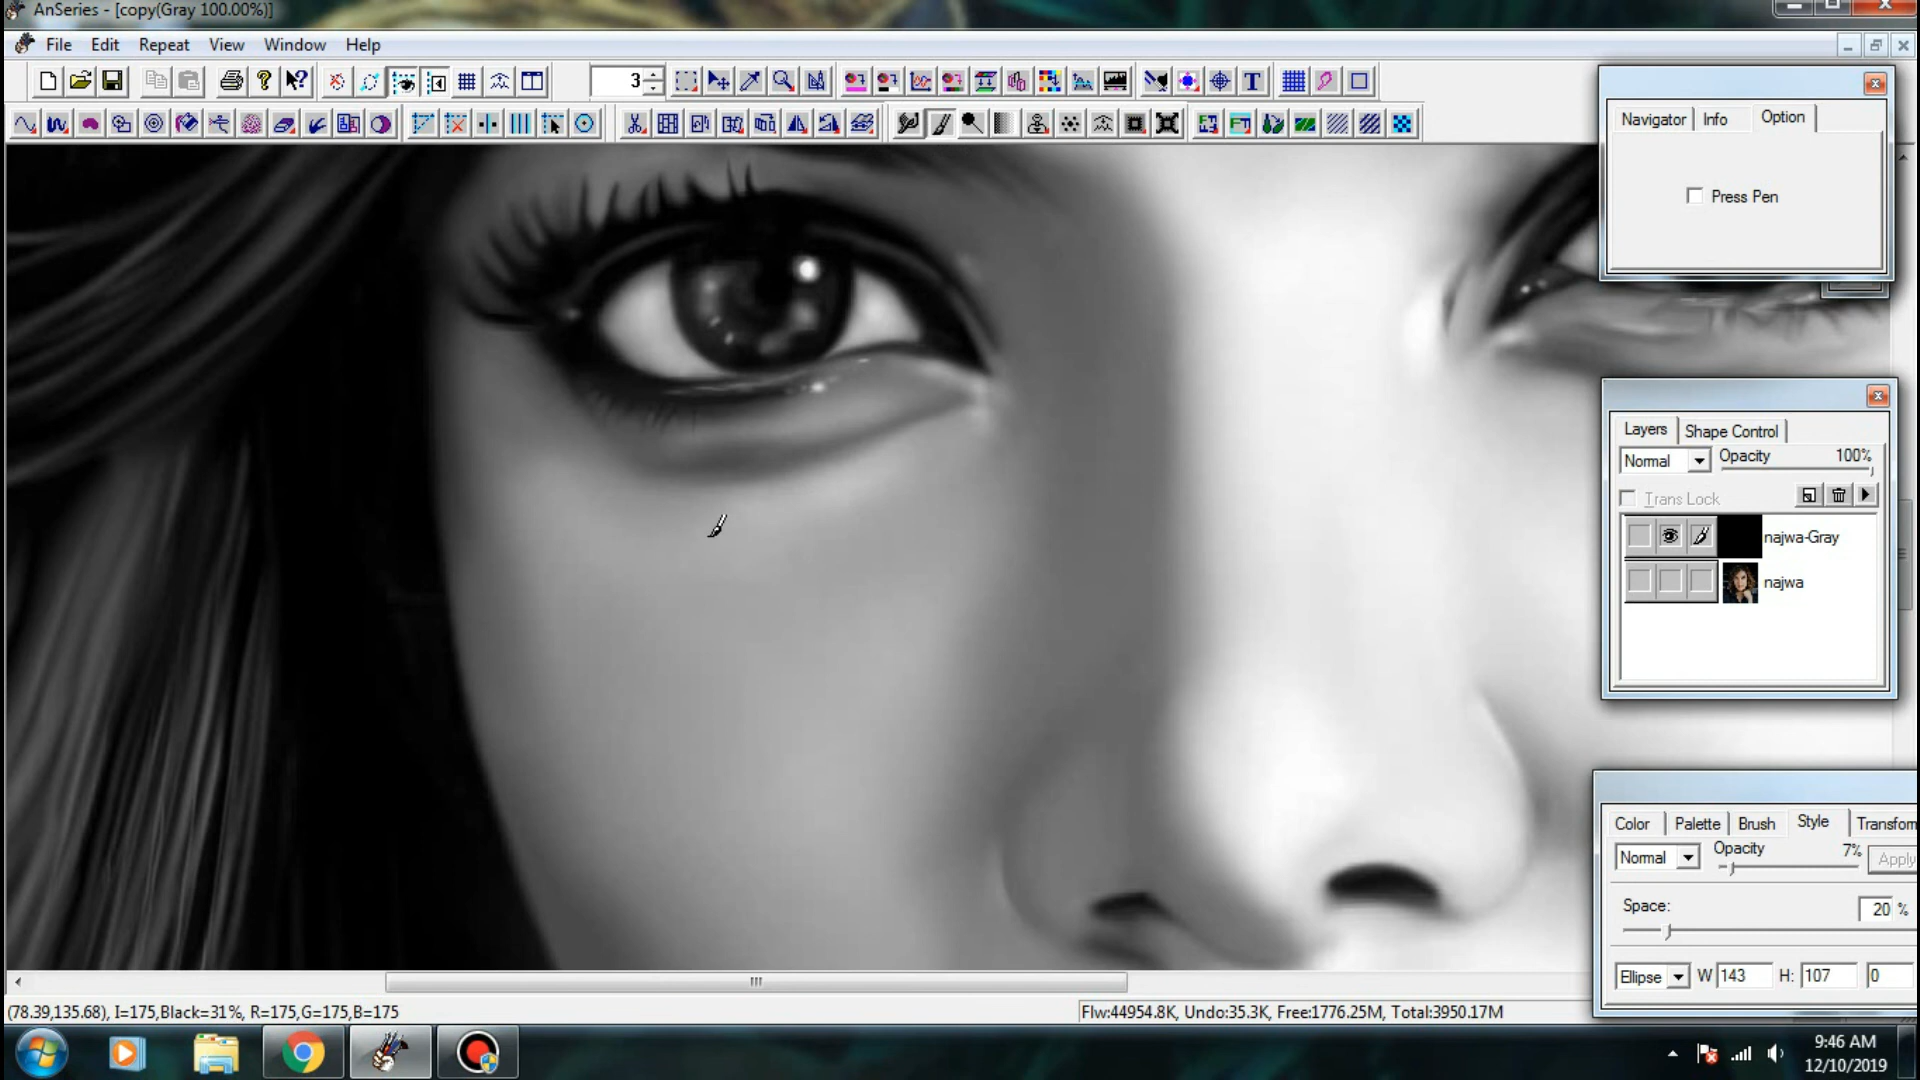 AnSeries - [copy(Gray 100.00%)]
File Edit Repeat View Window Help
3
Navigator Info Option
Press Pen
Layers Shape Control
Normal Opacity 100%
Trans Lock
najwa-Gray
najwa
Color Palette Brush Style Transform
Normal Opacity 7% Apply
Space: 20 %
Ellipse W 143 H: 107 0
(78.39,135.68), I=175,Black=31%, R=175,G=175,B=175
Flw:44954.8K, Undo:35.3K, Free:1776.25M, Total:3950.17M
9:46 AM
12/10/2019